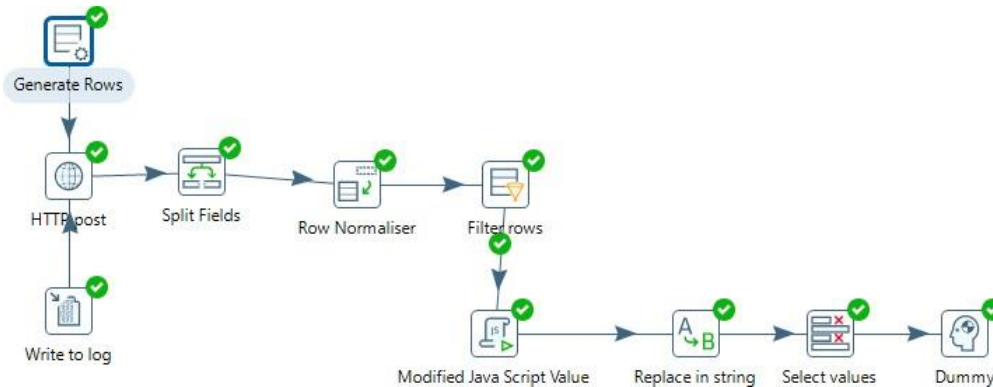 Generate Rows
HTTP post
Split Fields
Row Normaliser
Filter rows
Write to log
JS
Modified Java Script Value
A
B
Replace in string
Select values
Dummy